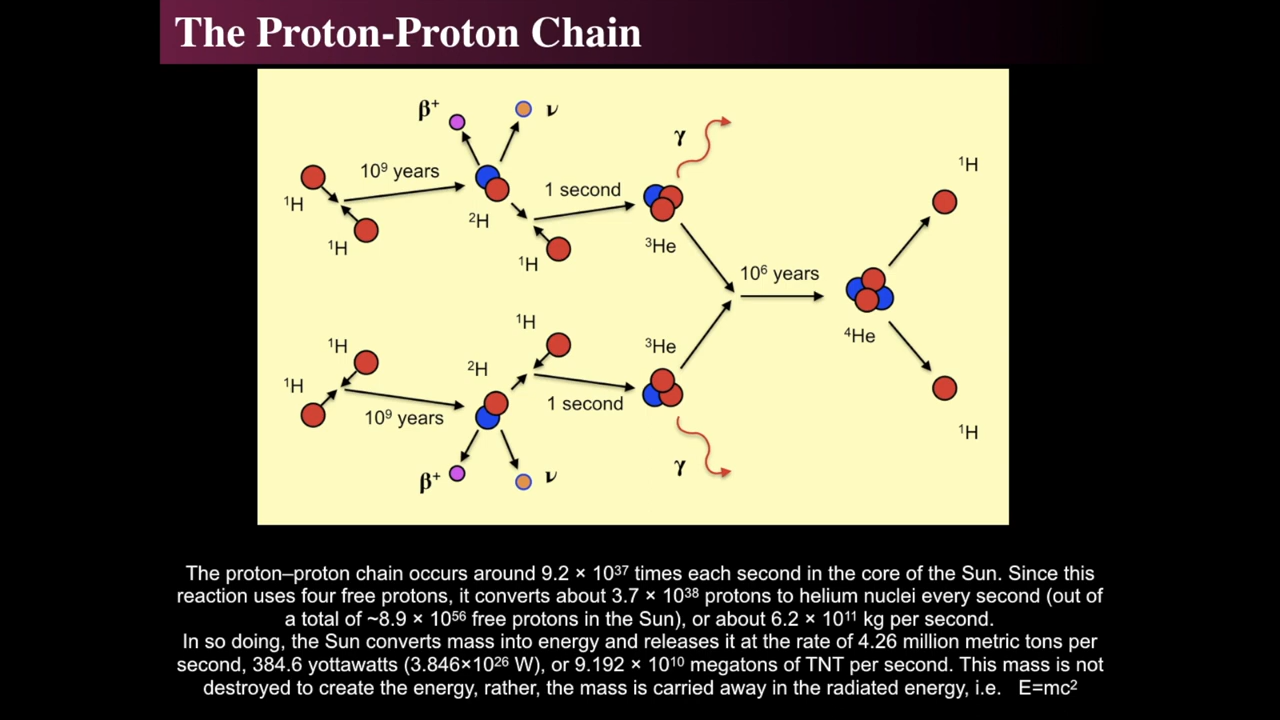 The Proton-Proton Chain
β⁺ ν
γ
¹H
10⁹ years
1 second
¹H
²H
³He
¹H
¹H
10⁶ years
¹H
³He
⁴He
¹H
²H
¹H
10⁹ years
1 second
¹H
β⁺ ν
γ
The proton–proton chain occurs around 9.2 × 10³⁷ times each second in the core of the Sun. Since this
reaction uses four free protons, it converts about 3.7 × 10³⁸ protons to helium nuclei every second (out of
a total of ~8.9 × 10⁵⁶ free protons in the Sun), or about 6.2 × 10¹¹ kg per second.
In so doing, the Sun converts mass into energy and releases it at the rate of 4.26 million metric tons per
second, 384.6 yottawatts (3.846×10²⁶ W), or 9.192 × 10¹⁰ megatons of TNT per second. This mass is not
destroyed to create the energy, rather, the mass is carried away in the radiated energy, i.e. E=mc²